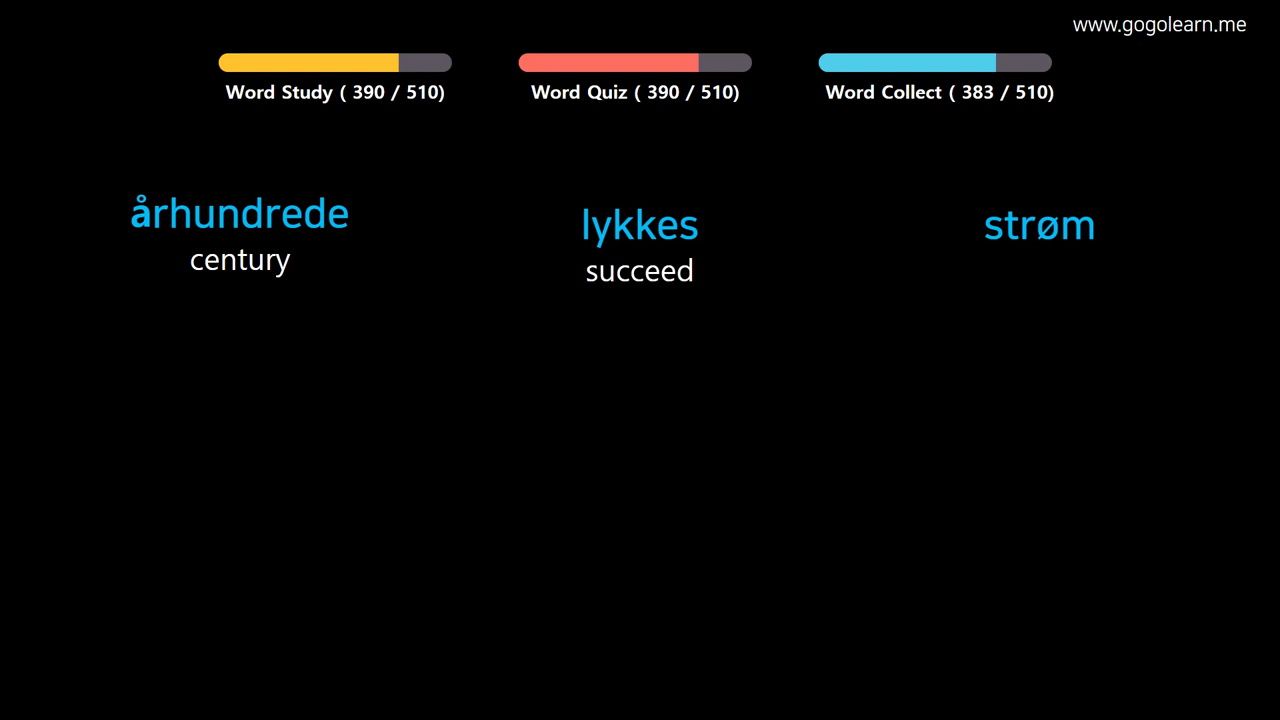 www.gogolearn.me
Word Study ( 390 / 510)
Word Quiz ( 390 / 510)
Word Collect ( 383 / 510)
århundrede
century
lykkes
succeed
strøm